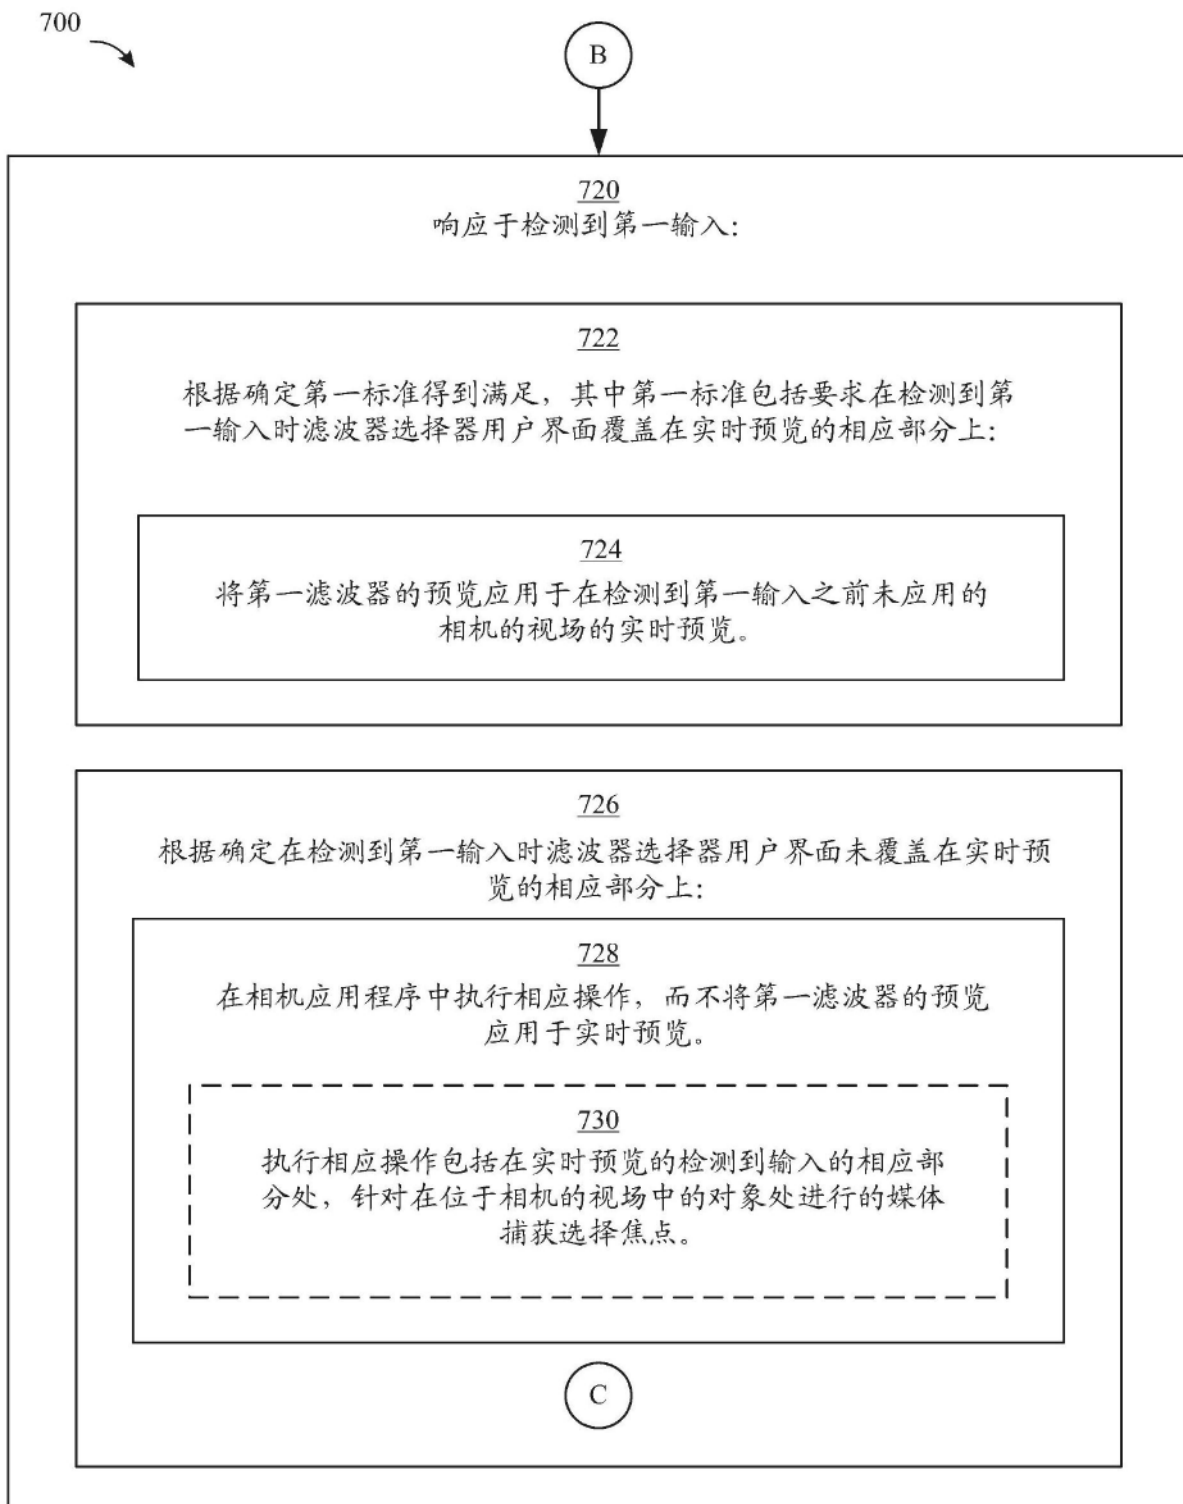 700
B
720
响应于检测到第一输入：
722
根据确定第一标准得到满足，其中第一标准包括要求在检测到第
一输入时滤波器选择器用户界面覆盖在实时预览的相应部分上：
724
将第一滤波器的预览应用于在检测到第一输入之前未应用的
相机的视场的实时预览。
726
根据确定在检测到第一输入时滤波器选择器用户界面未覆盖在实时预
览的相应部分上：
728
在相机应用程序中执行相应操作，而不将第一滤波器的预览
应用于实时预览。
730
执行相应操作包括在实时预览的检测到输入的相应部
分处，针对在位于相机的视场中的对象处进行的媒体
捕获选择焦点。
C